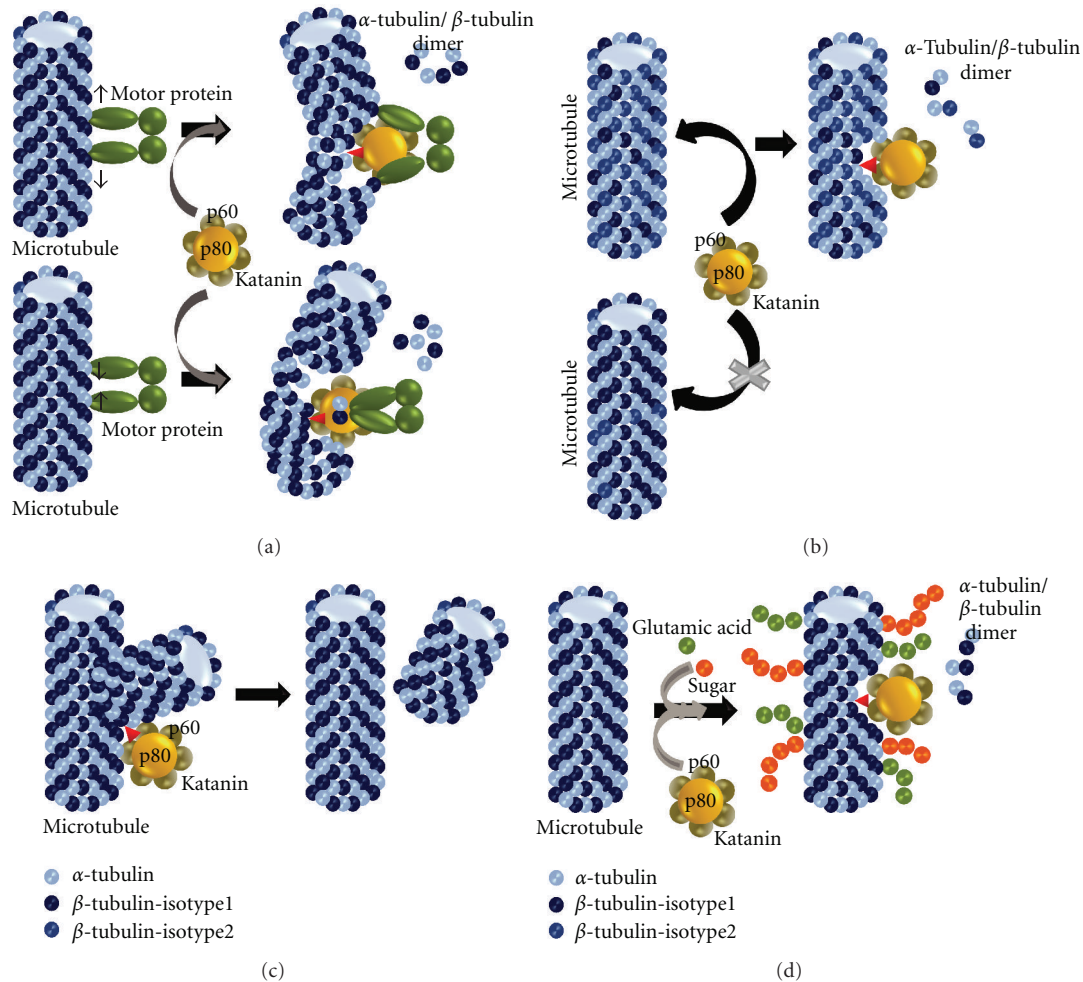 α-tubulin/ β-tubulin
dimer
↑ Motor protein
↓
p60
p80
Katanin
Microtubule
↓
↑
Motor protein
Microtubule
(a)
α-Tubulin/β-tubulin
dimer
Microtubule
p60
p80
Katanin
Microtubule
(b)
p60
p80
Katanin
Microtubule
α-tubulin
β-tubulin-isotype1
β-tubulin-isotype2
(c)
α-tubulin/
β-tubulin
dimer
Glutamic acid
Sugar
p60
p80
Katanin
Microtubule
α-tubulin
β-tubulin-isotype1
β-tubulin-isotype2
(d)